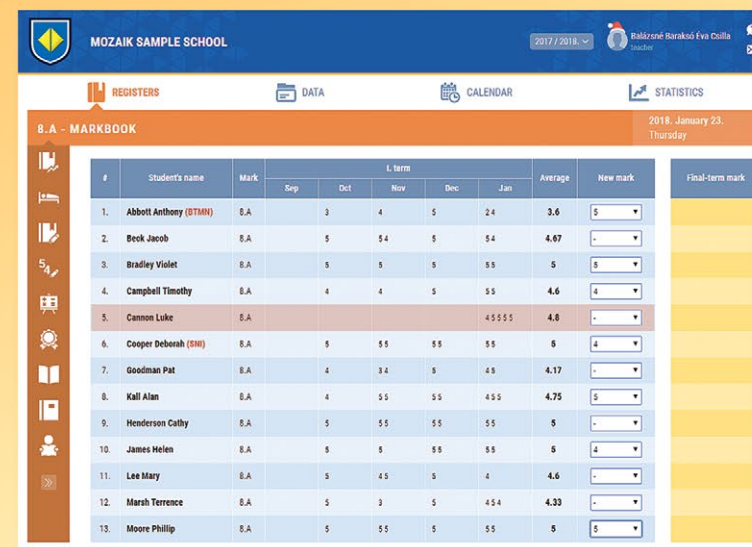 MOZAIK SAMPLE SCHOOL
2017 / 2018.
Balázsné Baraksó Éva Csilla
teacher
REGISTERS DATA CALENDAR STATISTICS
8.A - MARKBOOK
2018. January 23.
Thursday
# Student's name Mark I. term Average New mark Final-term mark
Sep Oct Nov Dec Jan
1. Abbott Anthony (BTMN) 8.A 3 4 5 2 4 3.6 5
2. Beck Jacob 8.A 5 5 4 5 5 4 4.67 -
3. Bradley Violet 8.A 5 5 5 5 5 5 5
4. Campbell Timothy 8.A 4 4 5 5 5 4.6 4
5. Cannon Luke 8.A 4 5 5 5 5 4.8 -
6. Cooper Deborah (SNI) 8.A 5 5 5 5 5 5 5 5 4
7. Goodman Pat 8.A 4 3 4 5 4 5 4.17 -
8. Kall Alan 8.A 4 5 5 5 5 4 5 5 4.75 5
9. Henderson Cathy 8.A 5 5 5 5 5 5 5 5 -
10. James Helen 8.A 5 5 5 5 5 5 5 4
11. Lee Mary 8.A 5 4 5 5 4 4.6 -
12. Marsh Terrence 8.A 5 3 5 4 5 4 4.33 -
13. Moore Phillip 8.A 5 5 5 5 5 5 5 5